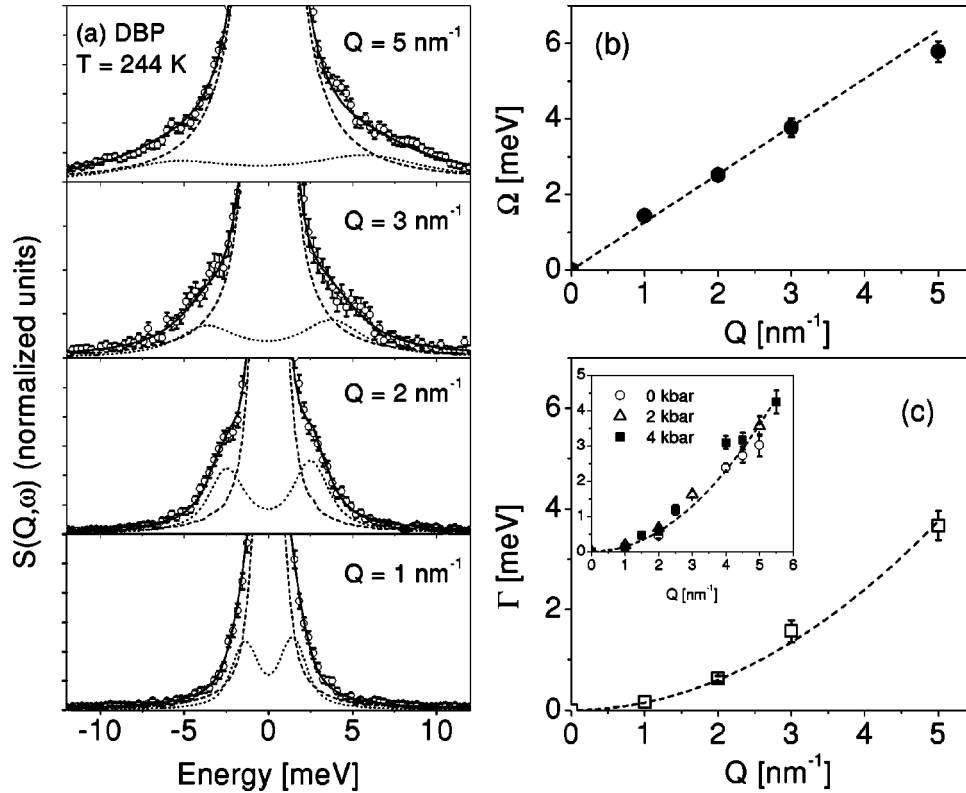 (a) DBP
T = 244 K
Q = 5 nm⁻¹
Q = 3 nm⁻¹
Q = 2 nm⁻¹
Q = 1 nm⁻¹
S(Q,ω) (normalized units)
-10 -5 0 5 10
Energy [meV]
(b)
6
4
2
0
Ω [meV]
0 1 2 3 4 5
Q [nm⁻¹]
(c)
6
4
2
0
Γ [meV]
0 1 2 3 4 5
Q [nm⁻¹]
0 kbar
2 kbar
4 kbar
5
4
3
2
1
0
0 1 2 3 4 5 6
Q [nm⁻¹]